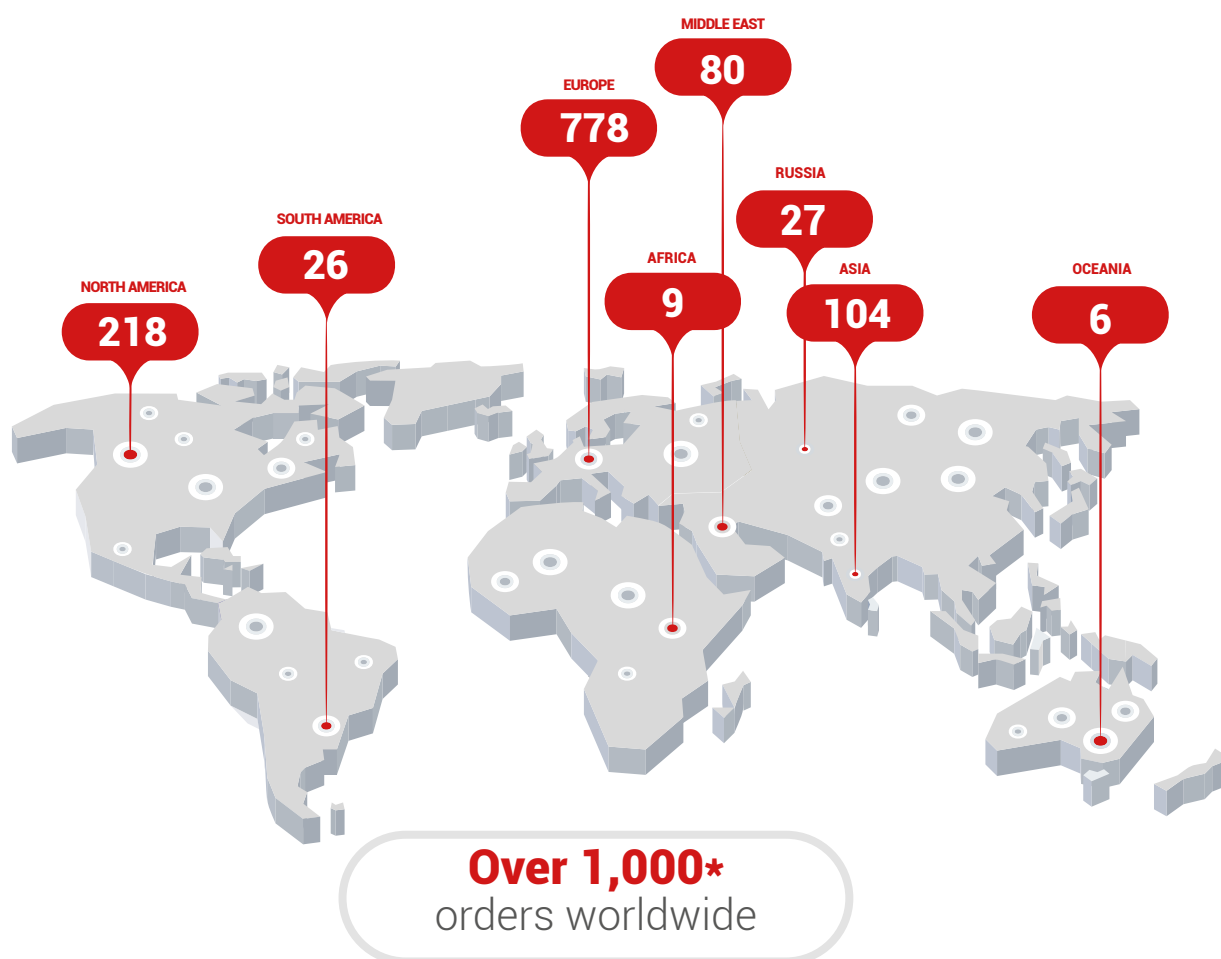 MIDDLE EAST
80
EUROPE
778
RUSSIA
27
SOUTH AMERICA
26
AFRICA
9
ASIA
104
OCEANIA
6
NORTH AMERICA
218
Over 1,000*
orders worldwide